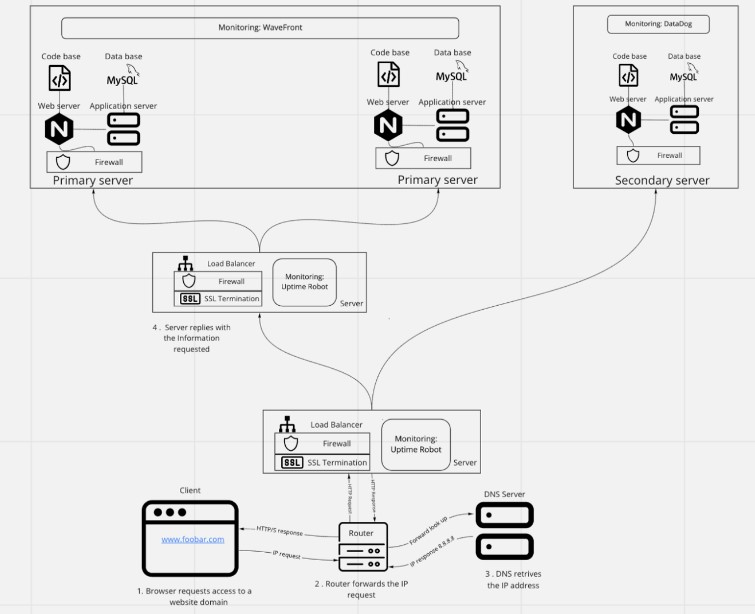 Monitoring: WaveFront
Monitoring: DataDog
Code base
Data base
MySQL
Web server
Application server
Firewall
Primary server
Code base
Data base
MySQL
Web server
Application server
Firewall
Primary server
Code base
Data base
MySQL
Web server
Application server
Firewall
Secondary server
Load Balancer
Firewall
SSL
SSL Termination
Monitoring:
Uptime Robot
Server
4 . Server replies with
the Information
requested
Load Balancer
Firewall
SSL
SSL Termination
Monitoring:
Uptime Robot
Server
HTTP Request
HTTP Response
Client
www.foobar.com
HTTP/S response
IP request
Router
Forward look up
IP response 8.8.8.8
DNS Server
1. Browser requests access to a
website domain
2 . Router forwards the IP
request
3 . DNS retrives
the IP address